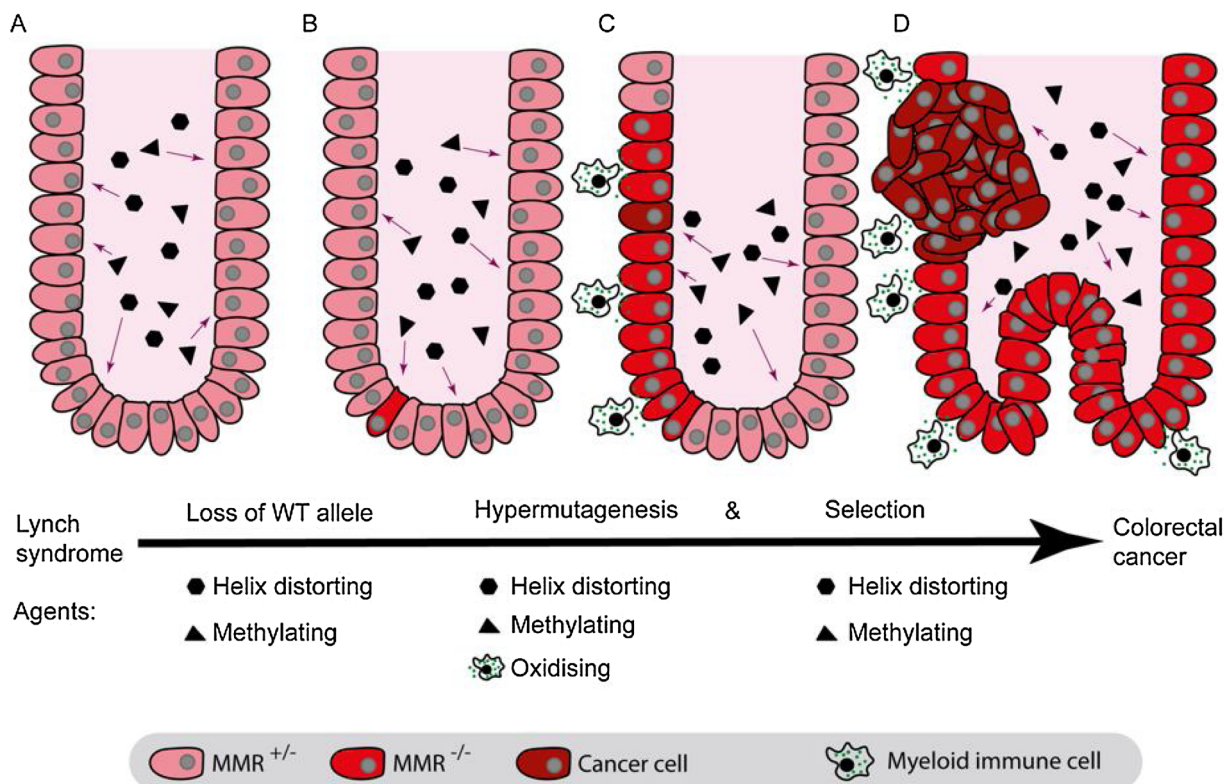 A B C D
Loss of WT allele Hypermutagenesis & Selection
Lynch
syndrome
Colorectal
cancer
Agents:
Helix distorting
Methylating
Helix distorting
Methylating
Oxidising
Helix distorting
Methylating
MMR +/- MMR -/- Cancer cell Myeloid immune cell